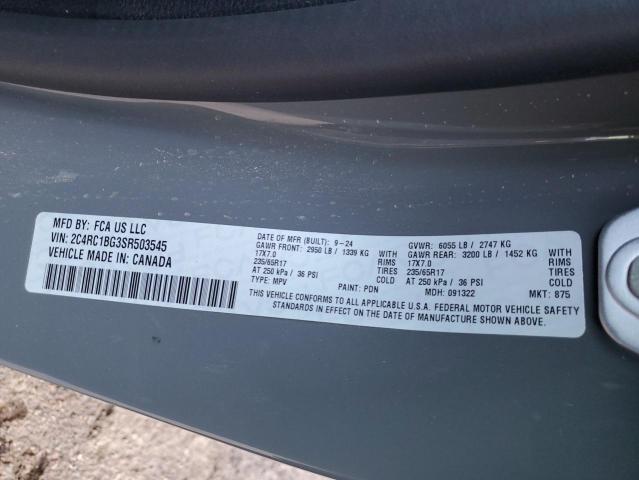 MFD BY: FCA US LLC
VIN: 2C4RC1BG3SR503545
VEHICLE MADE IN: CANADA
DATE OF MFR (BUILT): 9-24 GVWR: 6055 LB / 2747 KG
GAWR FRONT: 2950 LB / 1339 KG WITH GAWR REAR: 3200 LB / 1452 KG WITH
17X7.0 RIMS 17X7.0 RIMS
235/65R17 TIRES 235/65R17 TIRES
AT 250 kPa / 36 PSI COLD AT 250 kPa / 36 PSI COLD
TYPE: MPV PAINT: PDN MDH: 091322 MKT: 875
THIS VEHICLE CONFORMS TO ALL APPLICABLE U.S.A. FEDERAL MOTOR VEHICLE SAFETY
STANDARDS IN EFFECT ON THE DATE OF MANUFACTURE SHOWN ABOVE.